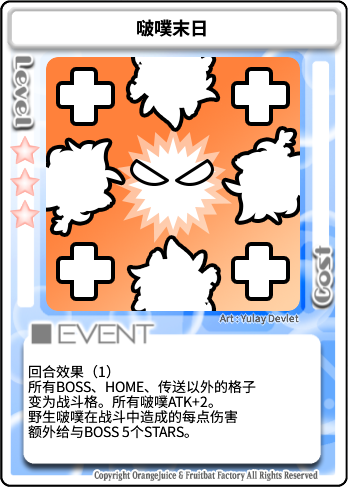 啵噗末日
Level
Cost
Art : Yulay Devlet
EVENT
回合效果（1）
所有BOSS、HOME、传送以外的格子
变为战斗格。所有啵噗ATK+2。
野生啵噗在战斗中造成的每点伤害
额外给与BOSS 5个STARS。
Copyright OrangeJuice & Fruitbat Factory All Rights Reserved